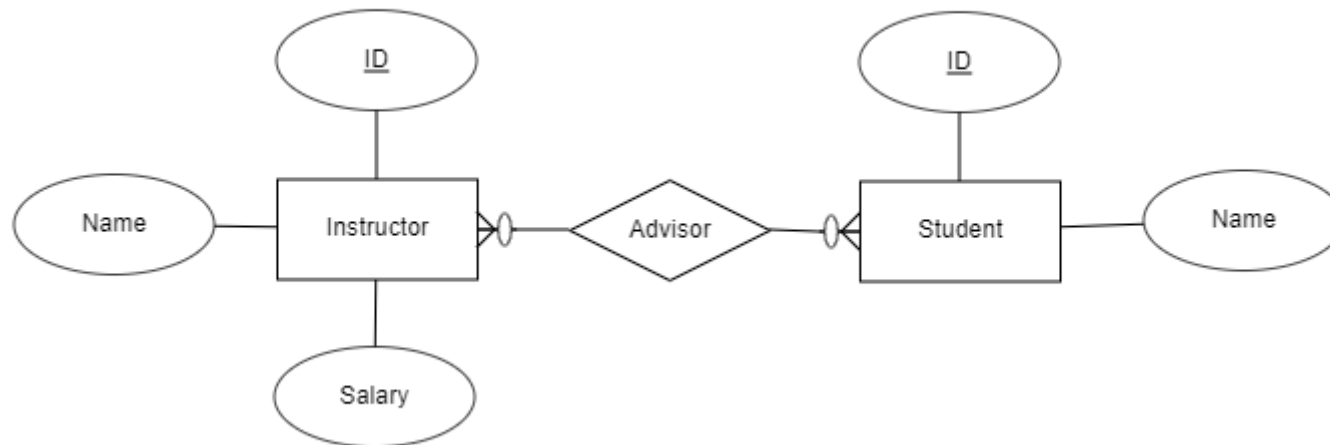 ID
ID
Name
Instructor
Advisor
Student
Name
Salary